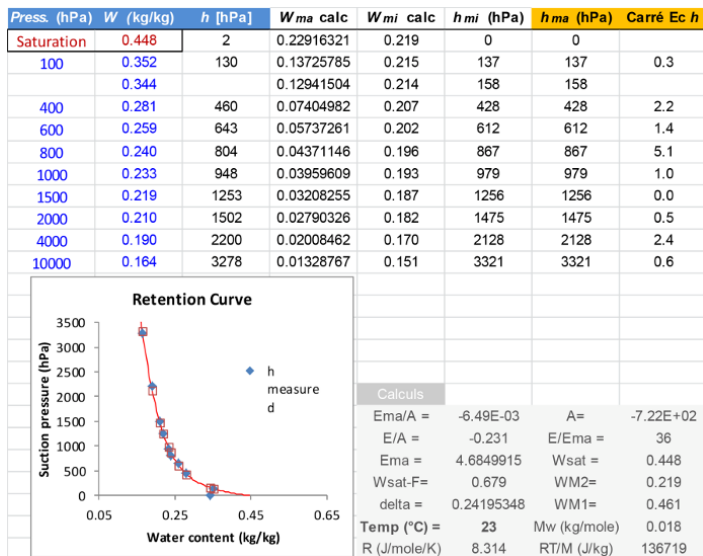 Press. (hPa) W (kg/kg) h [hPa] Wma calc Wmi calc hmi (hPa) hma (hPa) Carré Ec h
Saturation 0.448 2 0.22916321 0.219 0 0
100 0.352 130 0.13725785 0.215 137 137 0.3
0.344 0.12941504 0.214 158 158
400 0.281 460 0.07404982 0.207 428 428 2.2
600 0.259 643 0.05737261 0.202 612 612 1.4
800 0.240 804 0.04371146 0.196 867 867 5.1
1000 0.233 948 0.03959609 0.193 979 979 1.0
1500 0.219 1253 0.03208255 0.187 1256 1256 0.0
2000 0.210 1502 0.02790326 0.182 1475 1475 0.5
4000 0.190 2200 0.02008462 0.170 2128 2128 2.4
10000 0.164 3278 0.01328767 0.151 3321 3321 0.6
Retention Curve
Suction pressure (hPa)
3500
3000
2500
2000
1500
1000
500
0
h
measure
d
0.05 0.25 0.45 0.65
Water content (kg/kg)
Calculs
Ema/A = -6.49E-03 A= -7.22E+02
E/A = -0.231 E/Ema = 36
Ema = 4.6849915 Wsat = 0.448
Wsat-F= 0.679 WM2= 0.219
delta = 0.24195348 WM1= 0.461
Temp (°C) = 23 Mw (kg/mole) 0.018
R (J/mole/K) 8.314 RT/M (J/kg) 136719